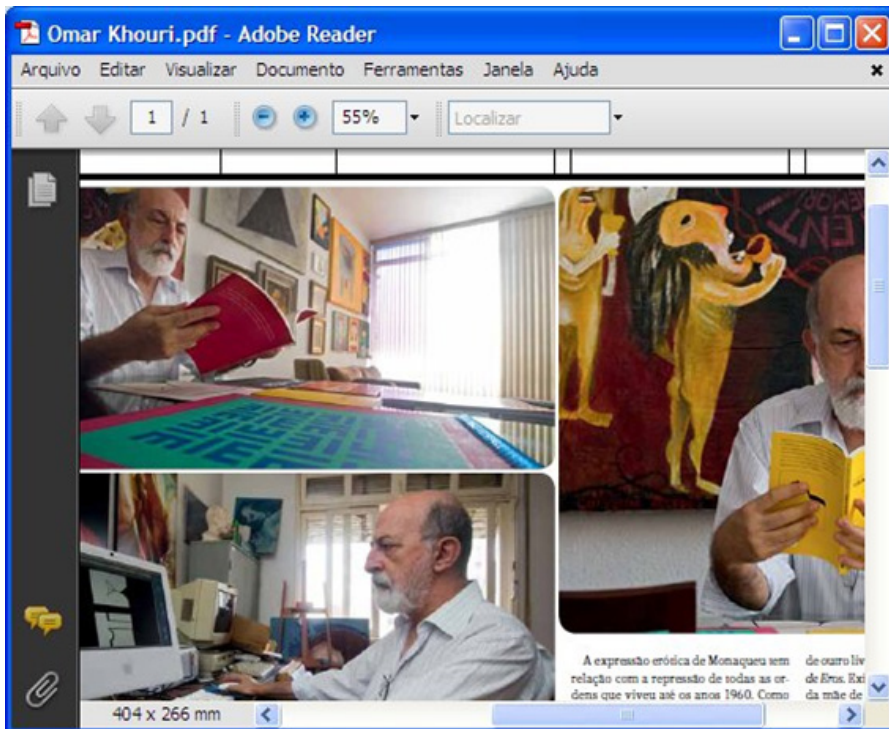 Omar Khouri.pdf - Adobe Reader
Arquivo Editar Visualizar Documento Ferramentas Janela Ajuda
1 / 1 55% Localizar
A expressão erótica de Monaqueu tem
relação com a repressão de todas as or-
dens que viveu até os anos 1960. Como
de outro liv
de Eros. Exi
da mãe de
404 x 266 mm